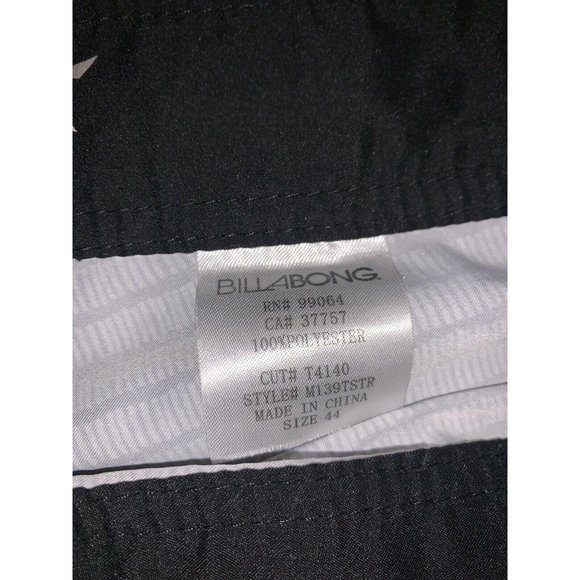 BILLABONG
RN# 99064
CA# 37757
100%POLYESTER
CUT# T4140
STYLE# M139TSTR
MADE IN CHINA
SIZE 44